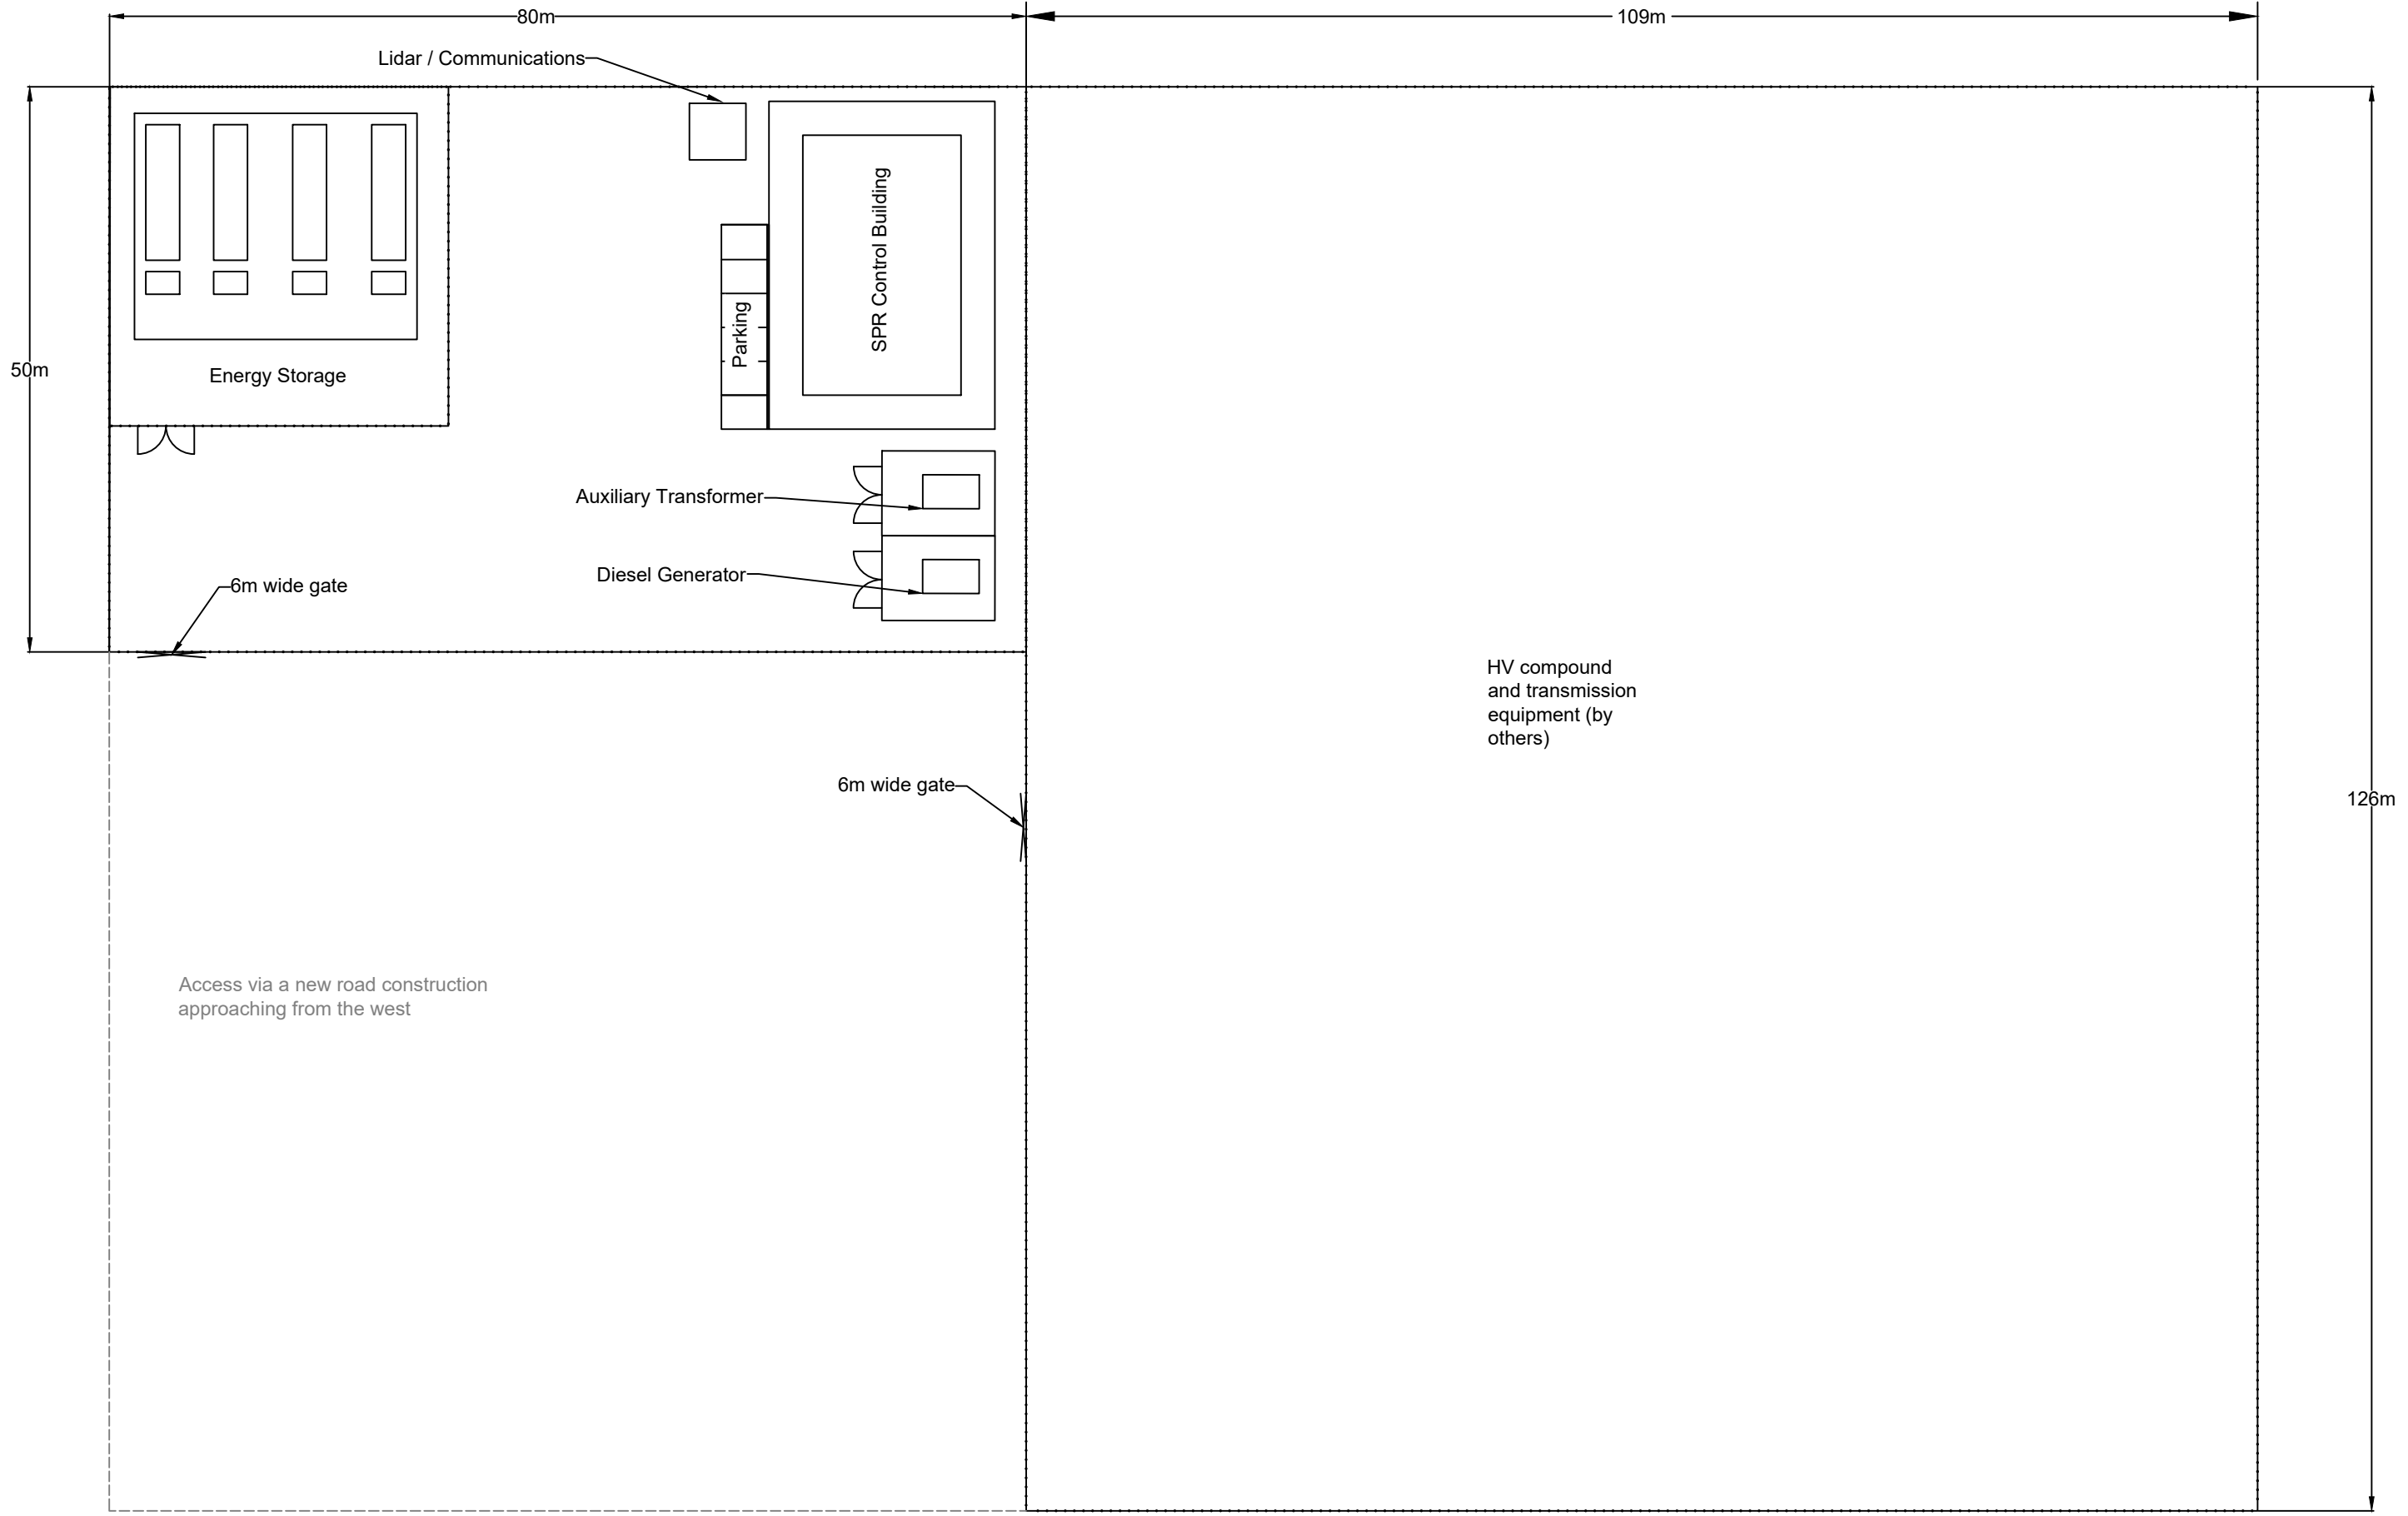 80m
109m
Lidar / Communications
SPR Control Building
Parking
50m
Energy Storage
Auxiliary Transformer
Diesel Generator
6m wide gate
HV compound
and transmission
equipment (by
others)
6m wide gate
126m
Access via a new road construction
approaching from the west